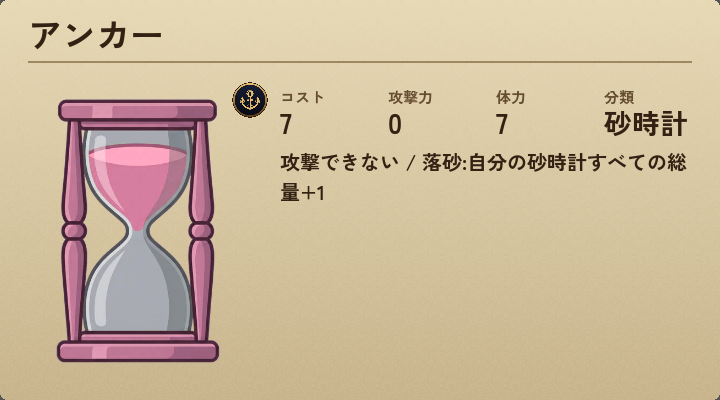 アンカー
コスト 攻撃力 体力 分類
7 0 7 砂時計
攻撃できない / 落砂:自分の砂時計すべての総
量+1